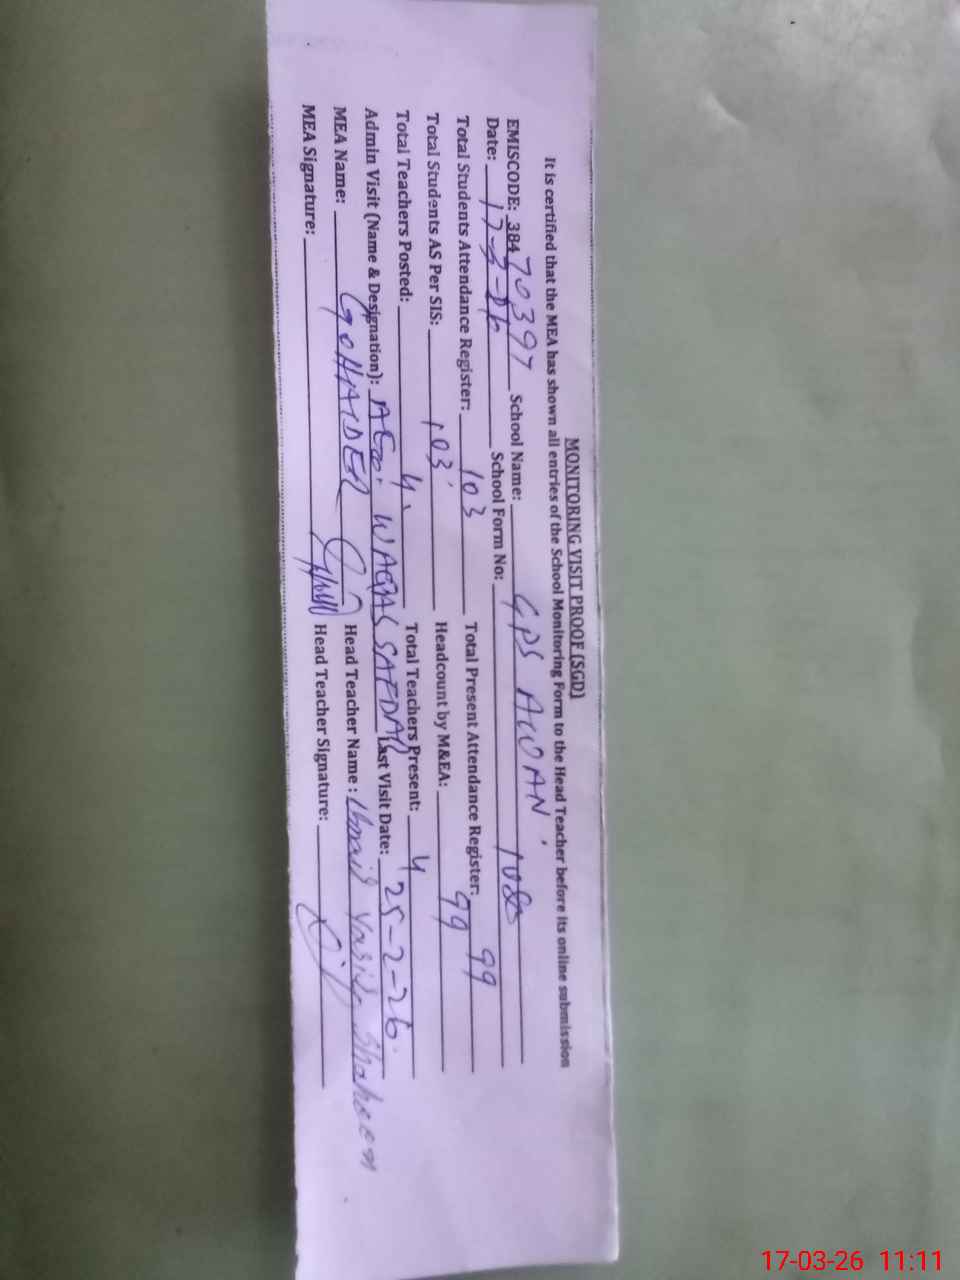 MONITORING VISIT PROOF (SGD)
It is certified that the MEA has shown all entries of the School Monitoring Form to the Head Teacher before its online submission
EMISCODE: 38470397 School Name: GPS AWAN
Date: 17-3-26 School Form No:
Total Students Attendance Register: 103 Total Present Attendance Register: 99
Total Students AS Per SIS: 103 Headcount by M&EA: 99
Total Teachers Posted: 4 Total Teachers Present: 4
Admin Visit (Name & Designation): AEO: WAQAS SAFDAR Last Visit Date: 25-2-26
MEA Name: G.HAIDER Head Teacher Name: Yasida Shaheen
MEA Signature: Head Teacher Signature:
17-03-26 11:11